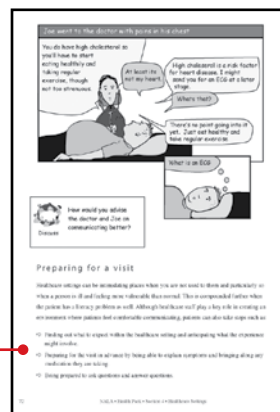 Joe went to the doctor with pains in his chest
You do have high cholesterol so
you'll have to start
eating healthily and
taking regular
exercise, though
not too strenuous.
At least its
not my heart.
High cholesterol is a risk factor
for heart disease. I might
send you for an ECG at a later
stage.
Whats that?
There's no point going into it
yet. Just eat healthy and
have regular exercise.
What is an ECG
How would you advise
the doctor and Joe on
communicating better?
Discuss
Preparing for a visit
Healthcare settings can be intimidating places when you are not used to them and particularly so
when a person is ill and feeling more vulnerable than normal. This is compounded further when
the patient has a literacy problem as well. Although healthcare staff play a key role in creating an
environment where patients feel comfortable communicating, patients can also take steps such as
Finding out what to expect within the healthcare setting and anticipating what the experience
might involve.
Preparing for the visit in advance by being able to explain symptoms and bringing along any
medication they are taking.
Being prepared to ask questions and answer questions.
NALA • Health Pack • Section 4 • Healthcare Settings